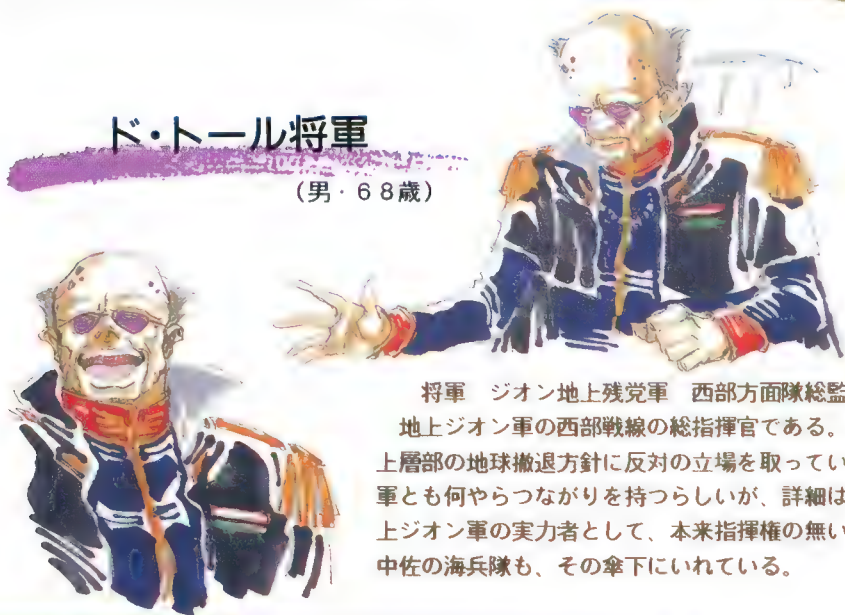 ド・トール将軍
(男・68歳)
将軍　ジオン地上残党軍　西部方面隊総監
地上ジオン軍の西部戦線の総指揮官である。
上層部の地球撤退方針に反対の立場を取ってい
軍とも何やらつながりを持つらしいが、詳細は
上ジオン軍の実力者として、本来指揮権の無い
中佐の海兵隊も、その傘下にいれている。